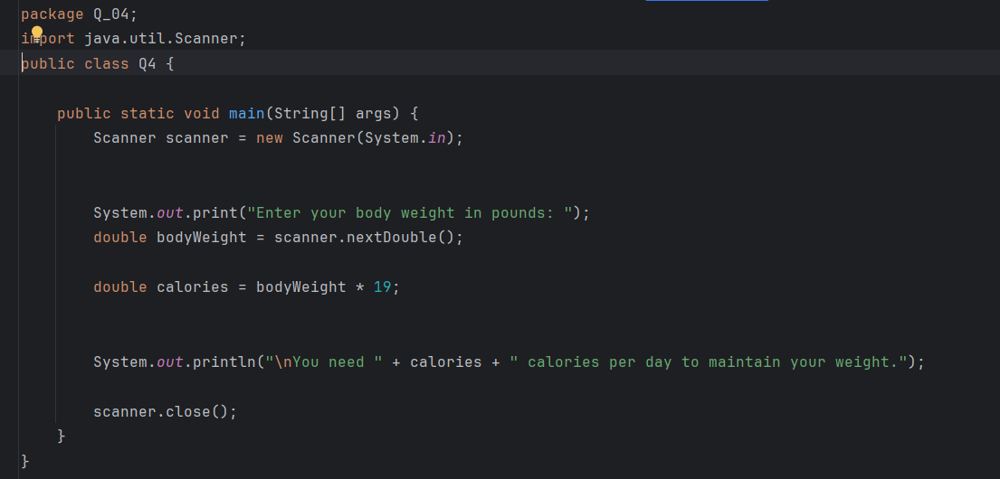 package Q_04;
import java.util.Scanner;
public class Q4 {
public static void main(String[] args) {
Scanner scanner = new Scanner(System.in);
System.out.print("Enter your body weight in pounds: ");
double bodyWeight = scanner.nextDouble();
double calories = bodyWeight * 19;
System.out.println("\nYou need " + calories + " calories per day to maintain your weight.");
scanner.close();
}
}